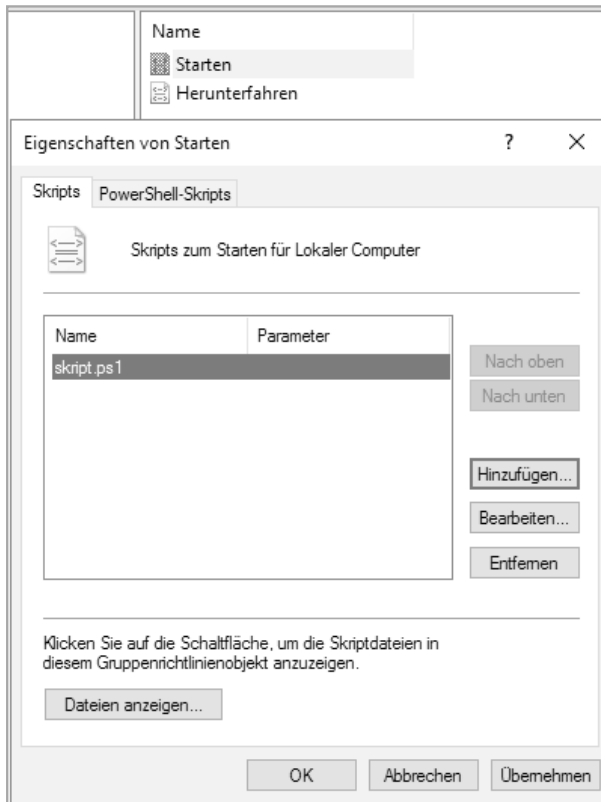 Name
Starten
Herunterfahren
Eigenschaften von Starten
?
Skripts PowerShell-Skripts
Skripts zum Starten für Lokaler Computer
Name Parameter
skript.ps1
Nach oben
Nach unten
Hinzufügen...
Bearbeiten...
Entfernen
Klicken Sie auf die Schaltfläche, um die Skriptdateien in
diesem Gruppenrichtlinienobjekt anzuzeigen.
Dateien anzeigen...
OK Abbrechen Übernehmen